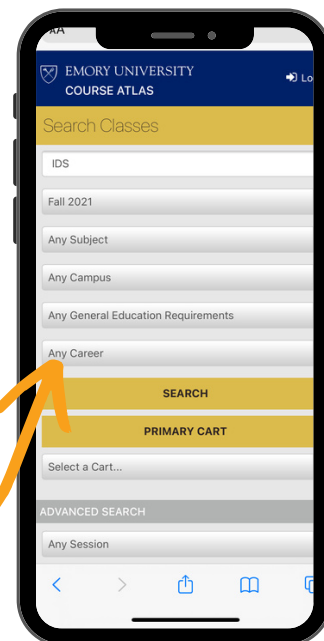 AA
EMORY UNIVERSITY
COURSE ATLAS
Lo
Search Classes
IDS
Fall 2021
Any Subject
Any Campus
Any General Education Requirements
Any Career
SEARCH
PRIMARY CART
Select a Cart...
ADVANCED SEARCH
Any Session